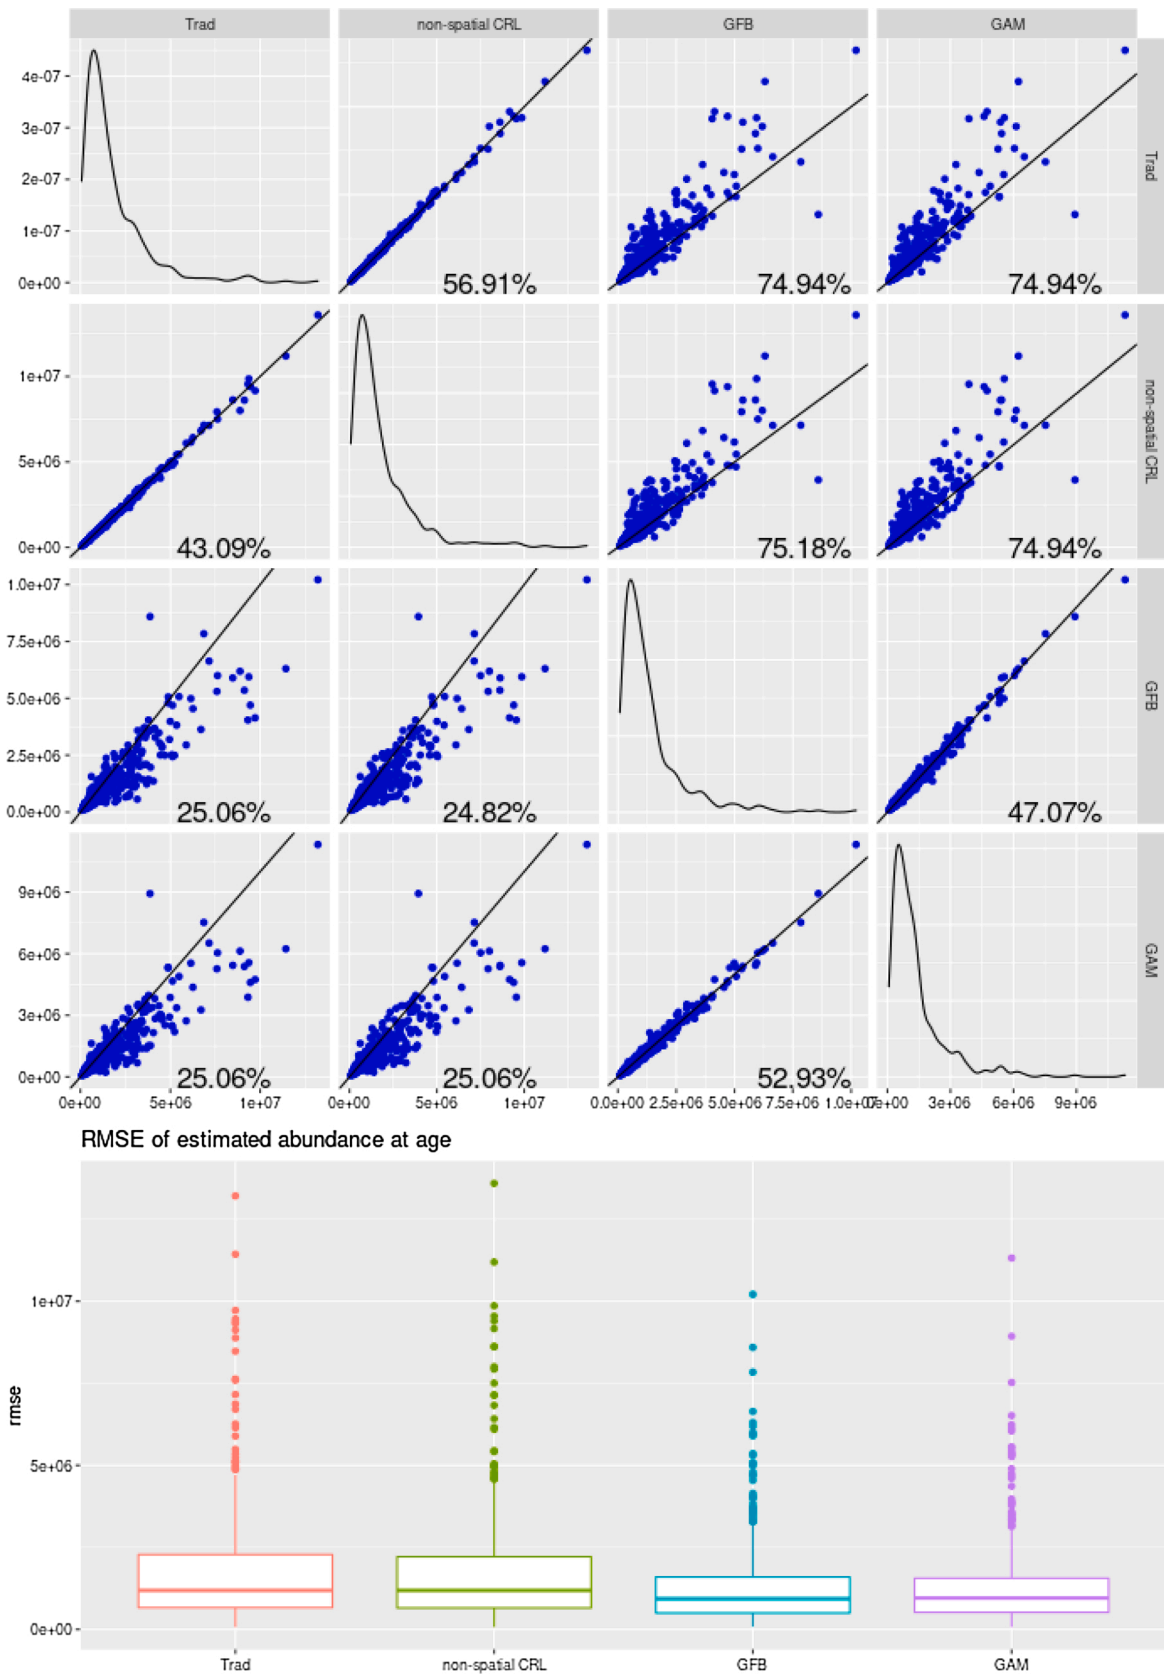 Trad non-spatial CRL GFB GAM
4e-07
3e-07
2e-07
1e-07
0e+00
56.91% 74.94% 74.94%
Trad
1e+07
5e+06
0e+00
43.09% 75.18% 74.94%
non-spatial CRL
1.0e+07
7.5e+06
5.0e+06
2.5e+06
0.0e+00
25.06% 24.82% 47.07%
GFB
9e+06
6e+06
3e+06
0e+00
25.06% 25.06% 52.93%
GAM
0e+00 5e+06 1e+07 0e+00 5e+06 1e+07 0.0e+00 2.5e+06 5.0e+06 7.5e+06 1.0e+07 0e+00 3e+06 6e+06 9e+06
RMSE of estimated abundance at age
1e+07
5e+06
0e+00
rmse
Trad non-spatial CRL GFB GAM